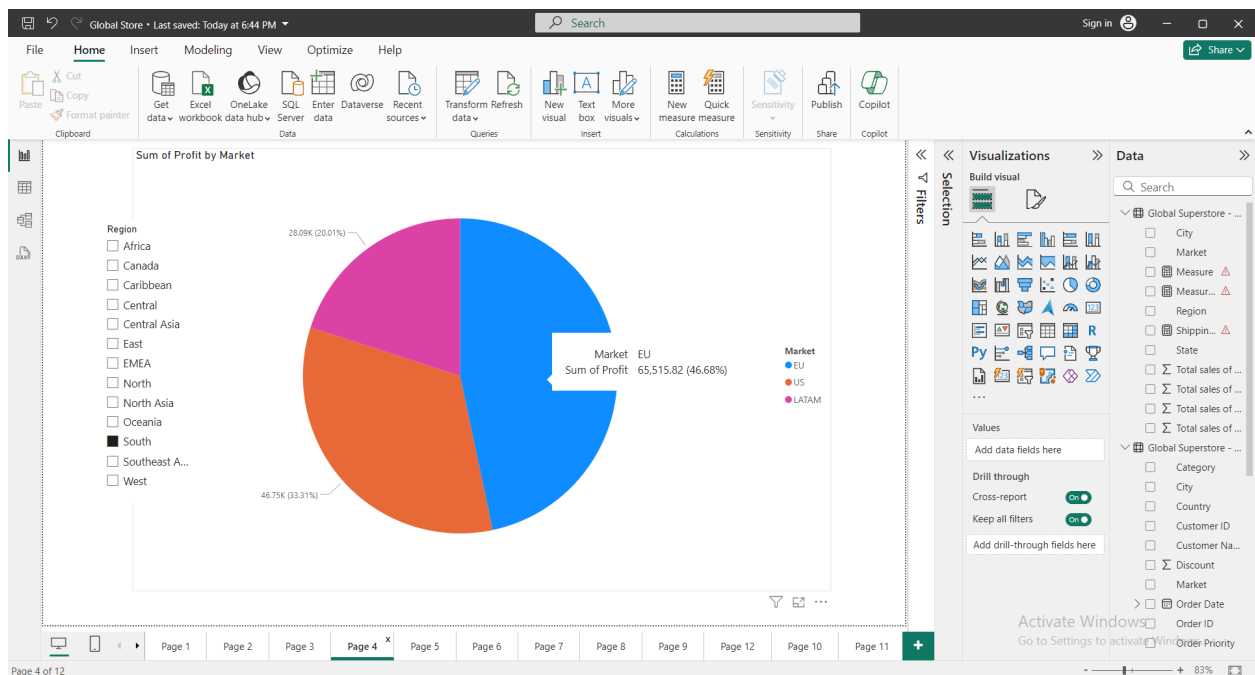 Global Store • Last saved: Today at 6:44 PM
Search
Sign in
File Home Insert Modeling View Optimize Help
Share
Paste
Cut
Copy
Format painter
Get data
Excel workbook
OneLake data hub
SQL Server
Enter data
Dataverse
Recent sources
Transform data
Refresh
New visual
Text box
More visuals
New measure
Quick measure
Sensitivity
Publish
Copilot
Clipboard
Data
Queries
Insert
Calculations
Sensitivity
Share
Copilot
Sum of Profit by Market
Region
Africa
Canada
Caribbean
Central
Central Asia
East
EMEA
North
North Asia
Oceania
South
Southeast A...
West
28.09K (20.01%)
46.75K (33.31%)
Market EU
Sum of Profit 65,515.82 (46.68%)
Market
EU
US
LATAM
Filters
Selection
Visualizations
Build visual
123
R
Py
123
...
Values
Add data fields here
Drill through
Cross-report On
Keep all filters On
Add drill-through fields here
Data
Search
Global Superstore - ...
City
Market
Measure
Measur...
Region
Shippin...
State
Total sales of ...
Total sales of ...
Total sales of ...
Total sales of ...
Global Superstore - ...
Category
City
Country
Customer ID
Customer Na...
Discount
Market
Order Date
Order ID
Order Priority
Activate Windows
Go to Settings to activate Windows.
Page 1 Page 2 Page 3 Page 4 Page 5 Page 6 Page 7 Page 8 Page 9 Page 12 Page 10 Page 11
Page 4 of 12
83%